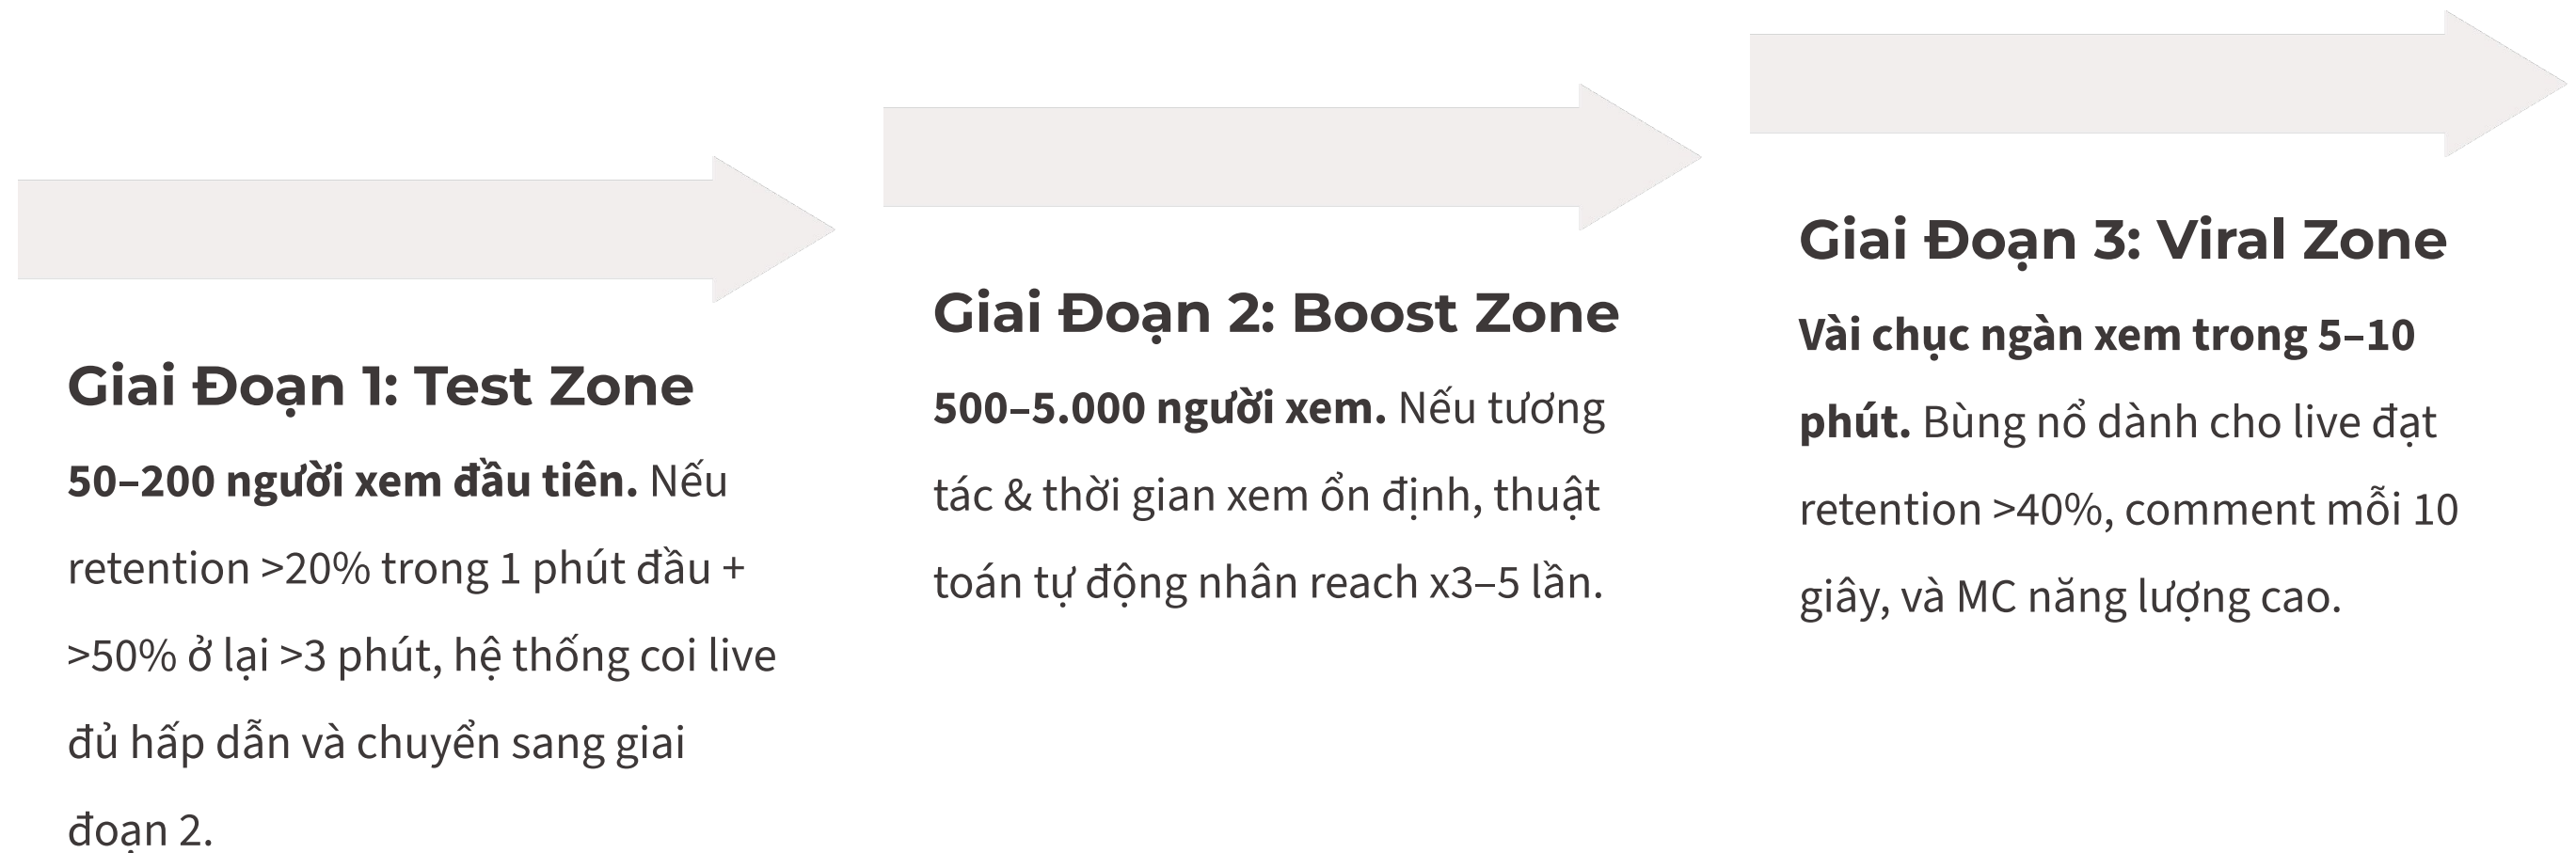 Giai Đoạn 1: Test Zone
50–200 người xem đầu tiên. Nếu
retention >20% trong 1 phút đầu +
>50% ở lại >3 phút, hệ thống coi live
đủ hấp dẫn và chuyển sang giai
đoạn 2.
Giai Đoạn 2: Boost Zone
500–5.000 người xem. Nếu tương
tác & thời gian xem ổn định, thuật
toán tự động nhân reach x3–5 lần.
Giai Đoạn 3: Viral Zone
Vài chục ngàn xem trong 5–10
phút. Bùng nổ dành cho live đạt
retention >40%, comment mỗi 10
giây, và MC năng lượng cao.